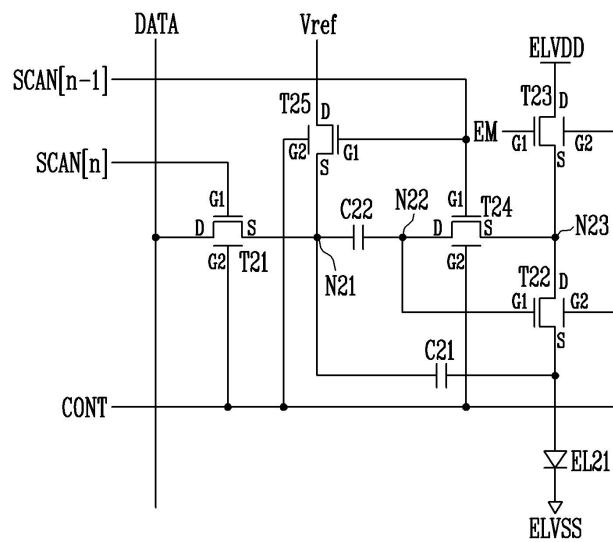 DATA
Vref
ELVDD
SCAN[n-1]
T25
D
G2
G1
S
T23
D
EM
G1
G2
S
SCAN[n]
G1
D
S
G2
T21
C22
N22
N21
G1
T24
D
S
G2
N23
T22
D
G1
G2
S
C21
CONT
EL21
ELVSS